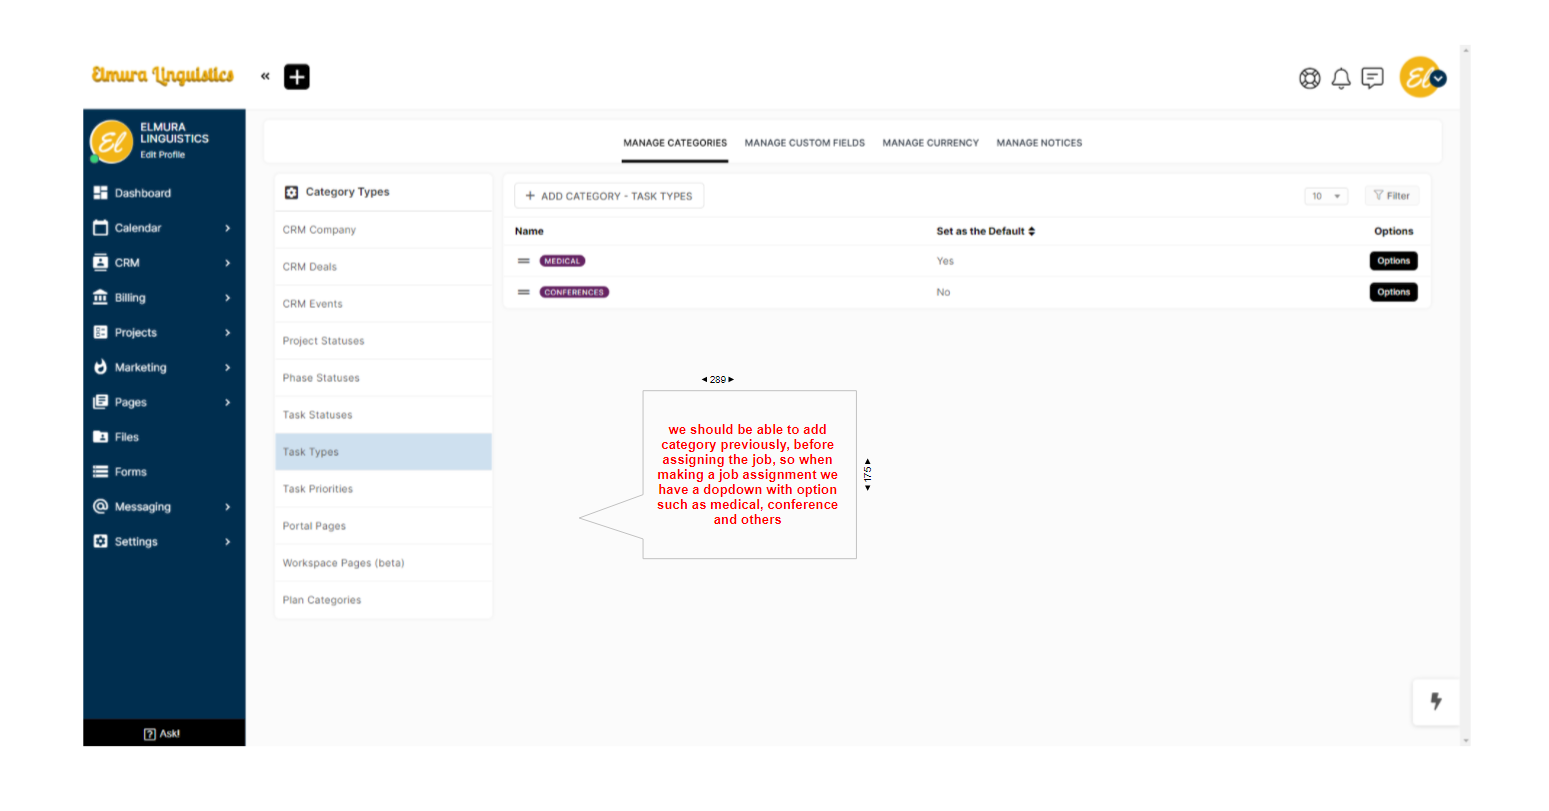 Elmura Linguistics
«
El
ELMURA
LINGUISTICS
Edit Profile
El
Dashboard
Calendar
CRM
Billing
Projects
Marketing
Pages
Files
Forms
Messaging
Settings
? Ask!
MANAGE CATEGORIES MANAGE CUSTOM FIELDS MANAGE CURRENCY MANAGE NOTICES
Category Types
CRM Company
CRM Deals
CRM Events
Project Statuses
Phase Statuses
Task Statuses
Task Types
Task Priorities
Portal Pages
Workspace Pages (beta)
Plan Categories
+ ADD CATEGORY - TASK TYPES
10
Filter
Name Set as the Default Options
MEDICAL Yes Options
CONFERENCES No Options
289
we should be able to add
category previously, before
assigning the job, so when
making a job assignment we
have a dopdown with option
such as medical, conference
and others
175